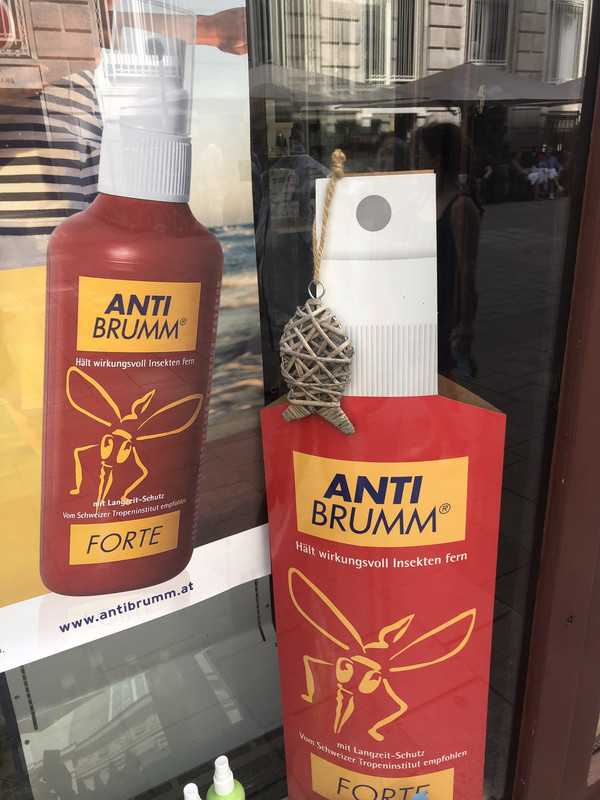 ANTI
BRUMM®
Hält wirkungsvoll Insekten fern
mit Langzeit-Schutz
Vom Schweizer Tropeninstitut empfohlen
FORTE
www.antibrumm.at
ANTI
BRUMM®
Hält wirkungsvoll Insekten fern
mit Langzeit-Schutz
Vom Schweizer Tropeninstitut empfohlen
FORTE